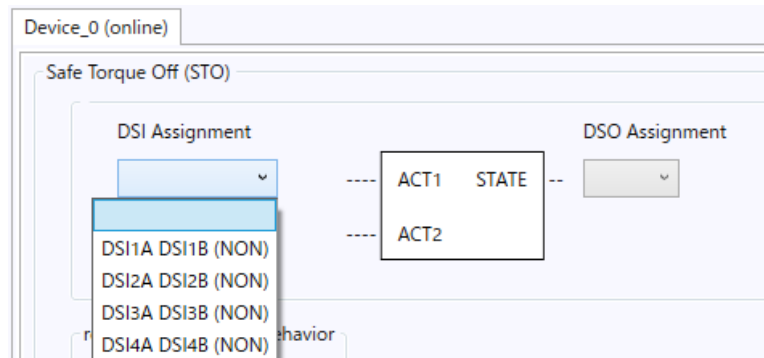 Device_0 (online)
Safe Torque Off (STO)
DSI Assignment
DSO Assignment
---- ACT1 STATE --
---- ACT2
DSI1A DSI1B (NON)
DSI2A DSI2B (NON)
DSI3A DSI3B (NON)
DSI4A DSI4B (NON)